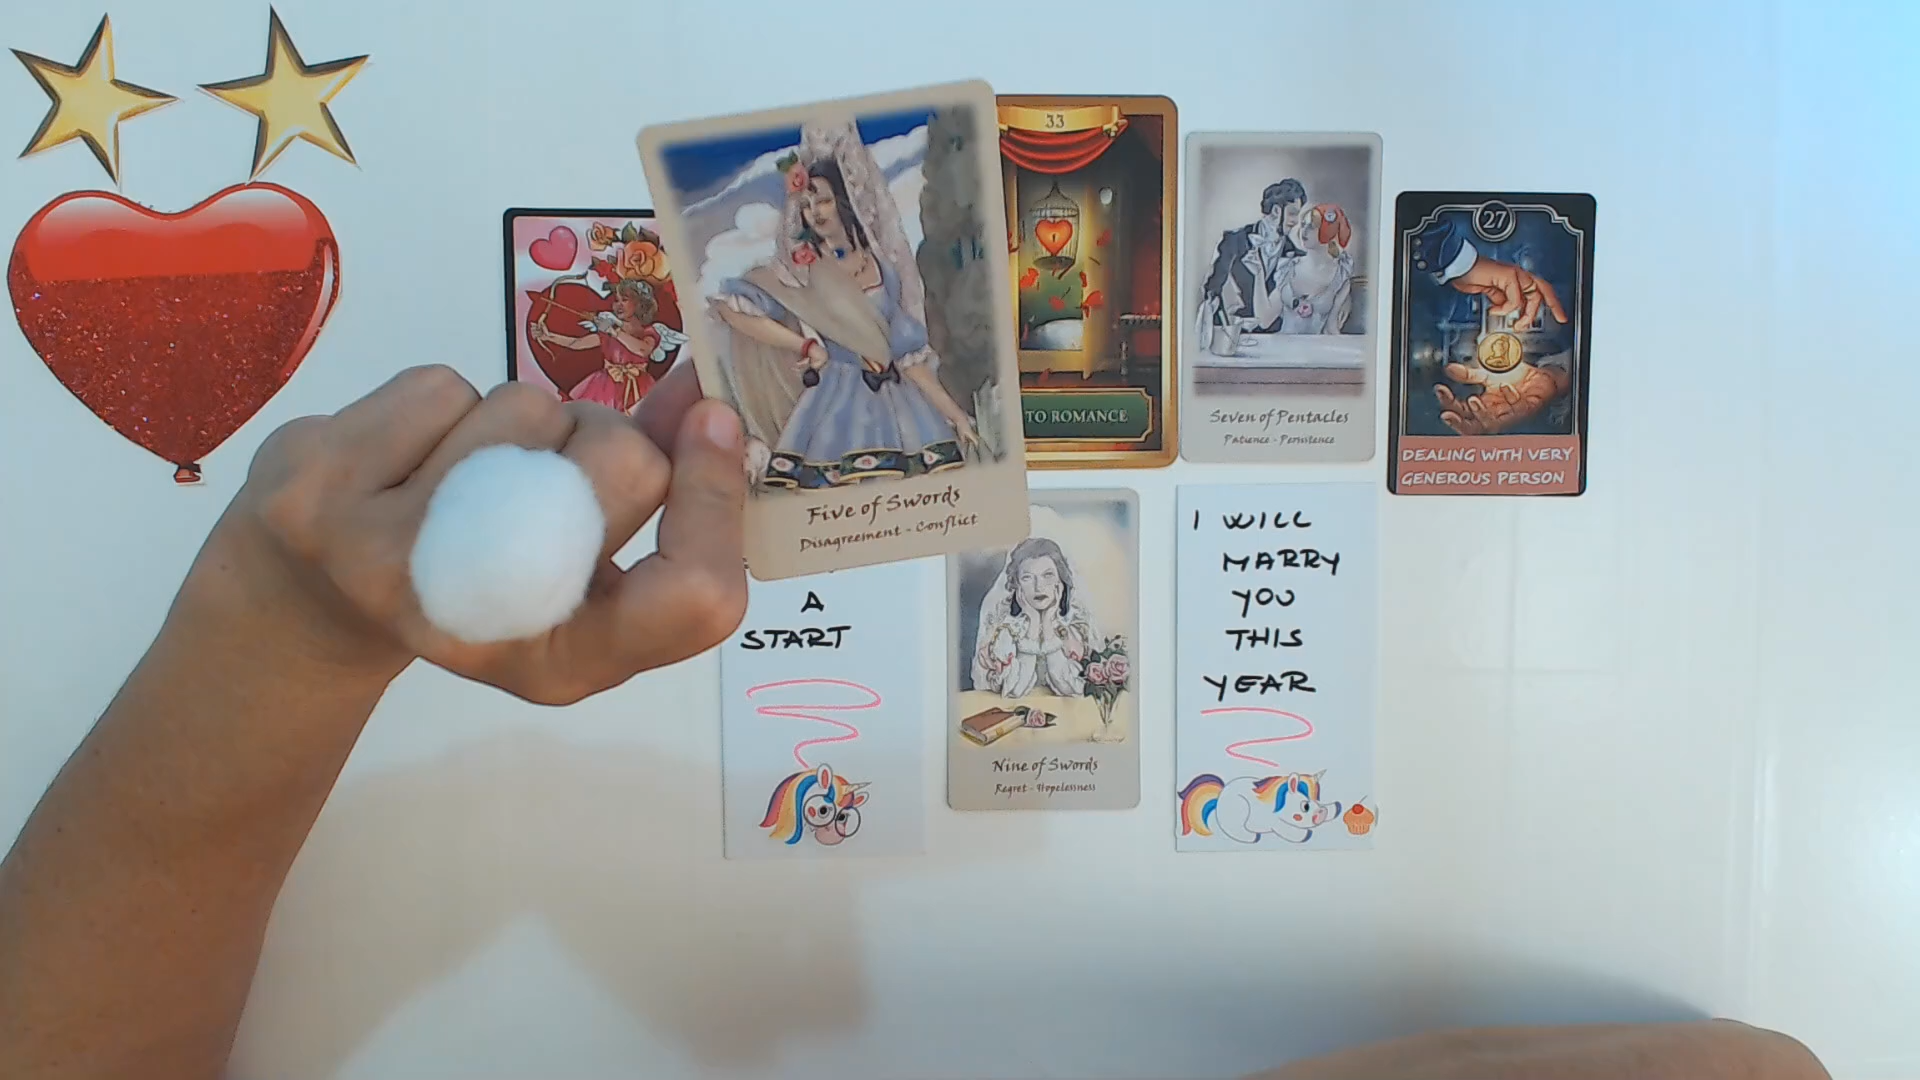 33
TO ROMANCE
Five of Swords
Disagreement - Conflict
Seven of Pentacles
Patience - Persistence
27
DEALING WITH VERY
GENEROUS PERSON
A
START
Nine of Swords
Regret - Hopelessness
I WILL
MARRY
YOU
THIS
YEAR